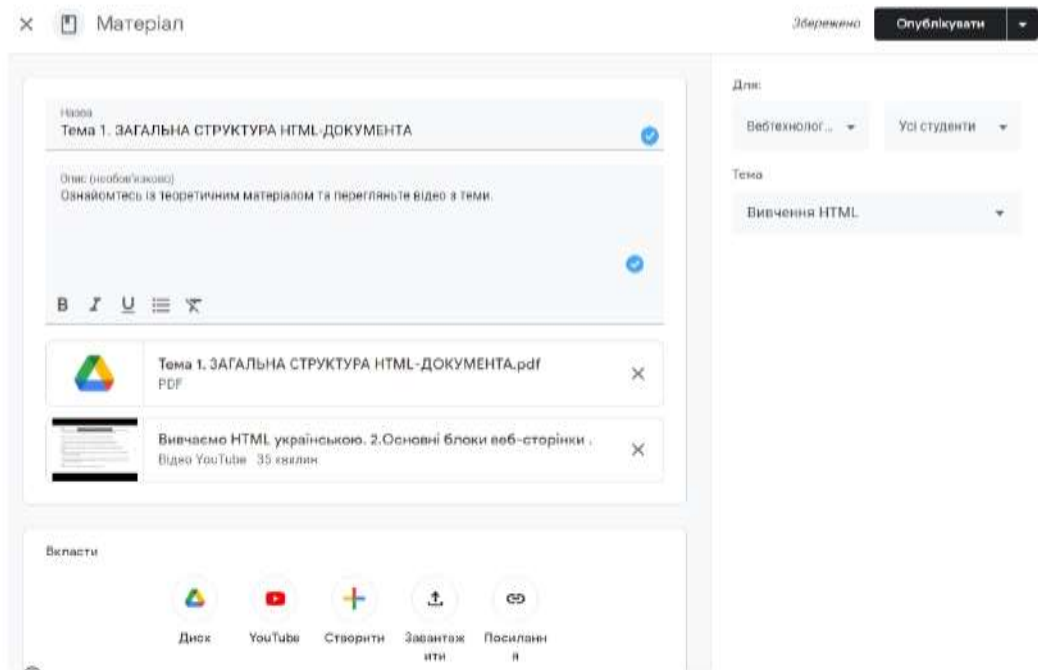 Матеріал
Збережено
Опублікувати
Назва
Тема 1. ЗАГАЛЬНА СТРУКТУРА HTML-ДОКУМЕНТА
Опис (необов'язково)
Ознайомтесь із теоретичним матеріалом та перегляньте відео з теми.
B I U
Тема 1. ЗАГАЛЬНА СТРУКТУРА HTML-ДОКУМЕНТА.pdf
PDF
Вивчаємо HTML українською. 2.Основні блоки веб-сторінки .
Відео YouTube 35 хвилин
Вкласти
Диск
YouTube
Створити
Завантаж
ити
Посиланн
я
Для:
Вебтехнолог...
Усі студенти
Тема
Вивчення HTML